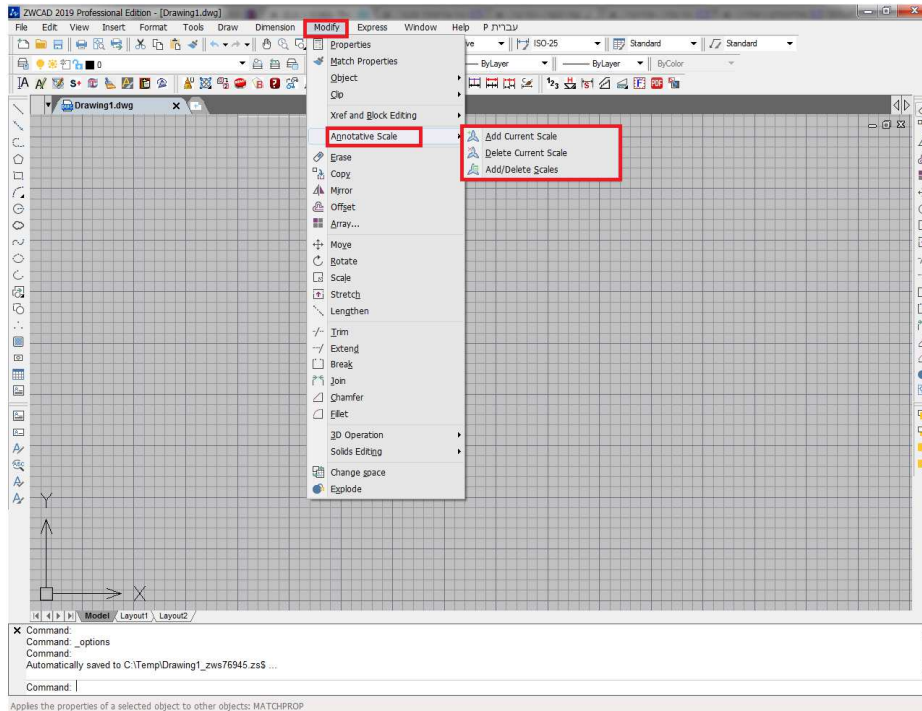 ZWCAD 2019 Professional Edition - [Drawing1.dwg]
File Edit View Insert Format Tools Draw Dimension Modify Express Window Help עברית P
ISO-25 Standard Standard
0 ByLayer ByLayer ByColor
Drawing1.dwg
Properties
Match Properties
Object
Clip
Xref and Block Editing
Annotative Scale
Add Current Scale
Delete Current Scale
Add/Delete Scales
Erase
Copy
Mirror
Offset
Array...
Move
Rotate
Scale
Stretch
Lengthen
Trim
Extend
Break
Join
Chamfer
Fillet
3D Operation
Solids Editing
Change space
Explode
Y
X
Model Layout1 Layout2
Command:
Command: _options
Command:
Automatically saved to C:\Temp\Drawing1_zws76945.zs$ ...
Command:
Applies the properties of a selected object to other objects: MATCHPROP